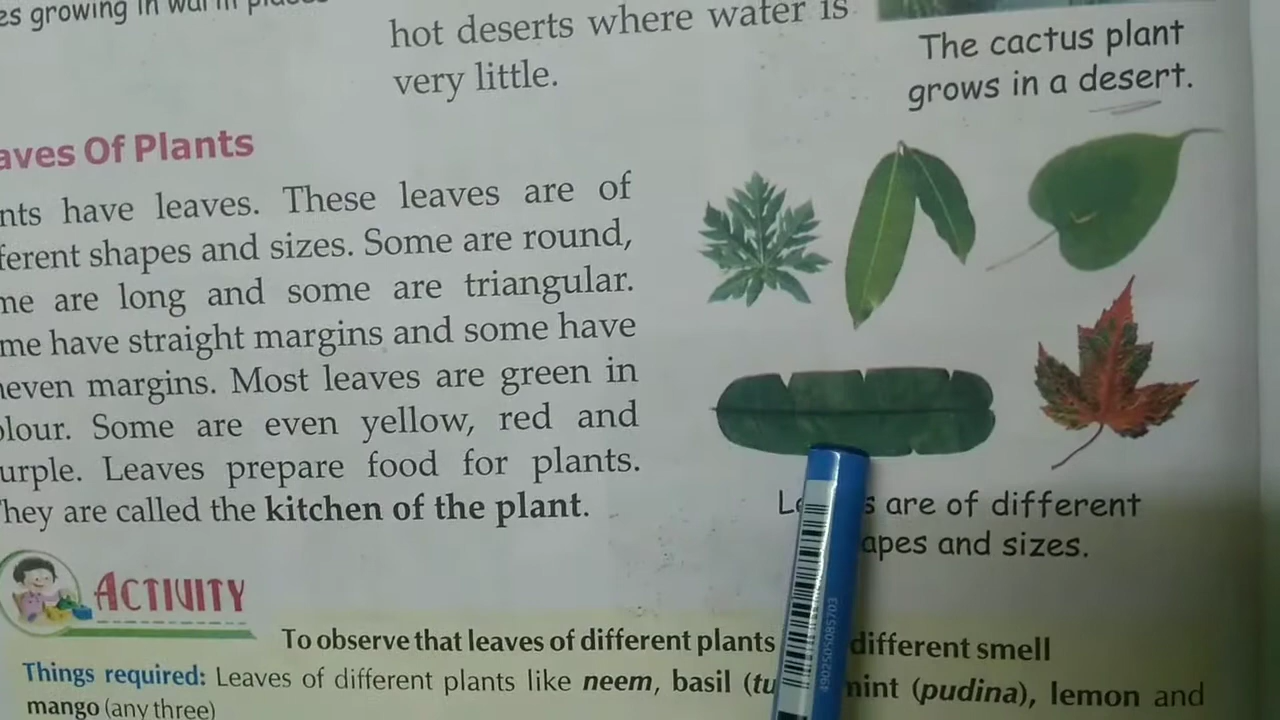 es growing in warm places
hot deserts where water is
very little.
The cactus plant
grows in a desert.
aves Of Plants
nts have leaves. These leaves are of
ferent shapes and sizes. Some are round,
me are long and some are triangular.
me have straight margins and some have
neven margins. Most leaves are green in
olour. Some are even yellow, red and
urple. Leaves prepare food for plants.
They are called the kitchen of the plant.
are of different
apes and sizes.
ACTIVITY
To observe that leaves of different plants different smell
Things required: Leaves of different plants like neem, basil (tu mint (pudina), lemon and
mango (any three)
4902505085703